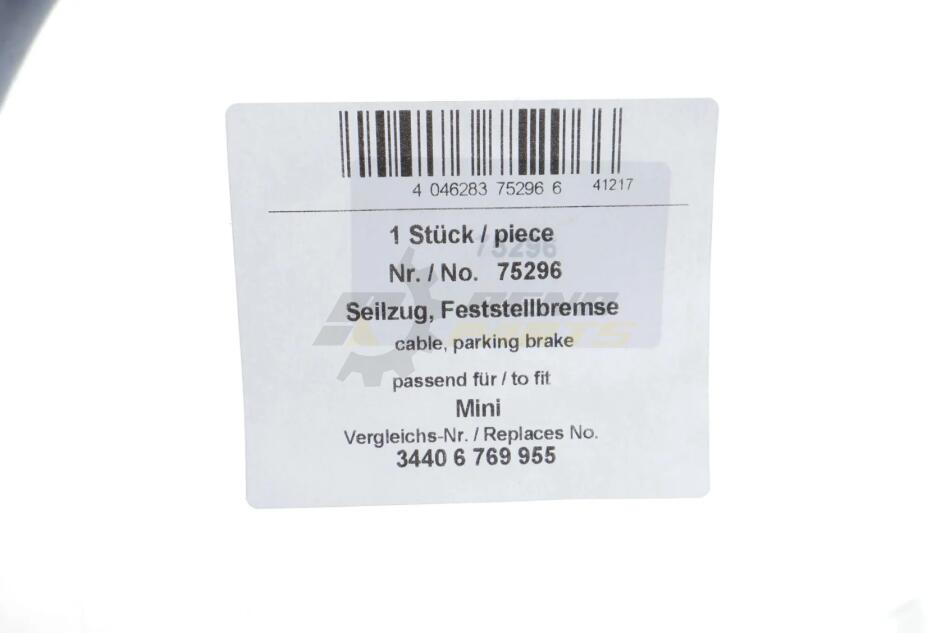 4 046283 75296 6 41217
1 Stück / piece
75296
Nr. / No. 75296
Seilzug, Feststellbremse
cable, parking brake
passend für / to fit
Mini
Vergleichs-Nr. / Replaces No.
3440 6 769 955